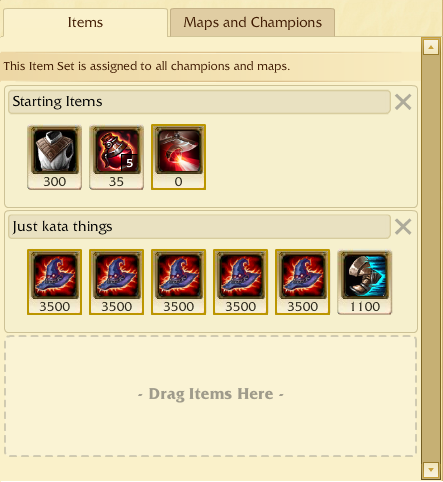 Items
Maps and Champions
This Item Set is assigned to all champions and maps.
Starting Items
5
300 35 0
Just kata things
3500 3500 3500 3500 3500 1100
- Drag Items Here -